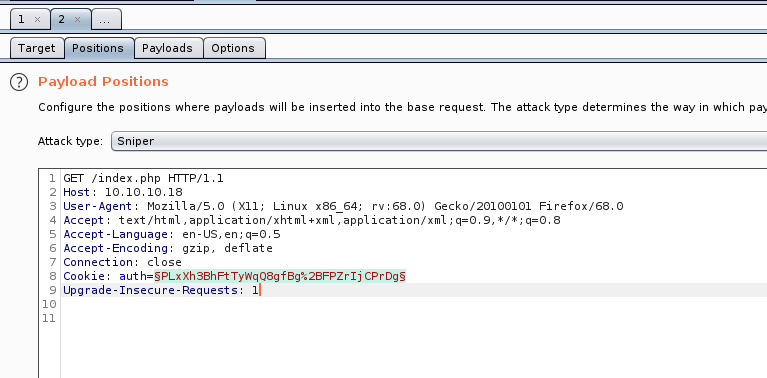 1 × 2 × ...
Target Positions Payloads Options
? Payload Positions
Configure the positions where payloads will be inserted into the base request. The attack type determines the way in which pay
Attack type: Sniper
1 GET /index.php HTTP/1.1
2 Host: 10.10.10.18
3 User-Agent: Mozilla/5.0 (X11; Linux x86_64; rv:68.0) Gecko/20100101 Firefox/68.0
4 Accept: text/html,application/xhtml+xml,application/xml;q=0.9,*/*;q=0.8
5 Accept-Language: en-US,en;q=0.5
6 Accept-Encoding: gzip, deflate
7 Connection: close
8 Cookie: auth=§PLxXh3BhFtTyWqQ8gfBg%2BFPZrIjCPrDg§
9 Upgrade-Insecure-Requests: 1
10
11